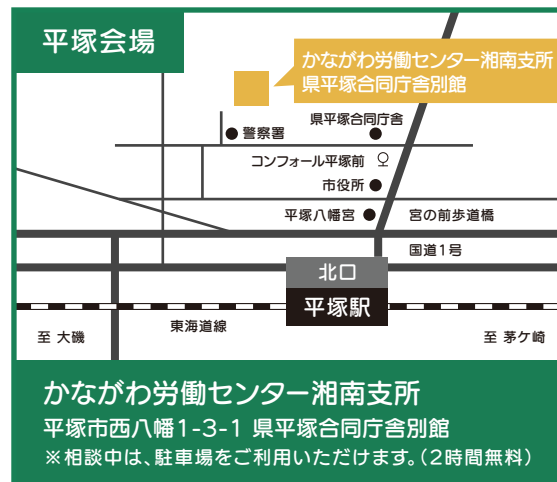 平塚会場
かながわ労働センター湘南支所
県平塚合同庁舎別館
県平塚合同庁舎
警察署
コンフォール平塚前
市役所
平塚八幡宮
宮の前歩道橋
国道1号
北口
平塚駅
東海道線
至 大磯
至 茅ケ崎
かながわ労働センター湘南支所
平塚市西八幡1-3-1 県平塚合同庁舎別館
※相談中は、駐車場をご利用いただけます。(2時間無料)